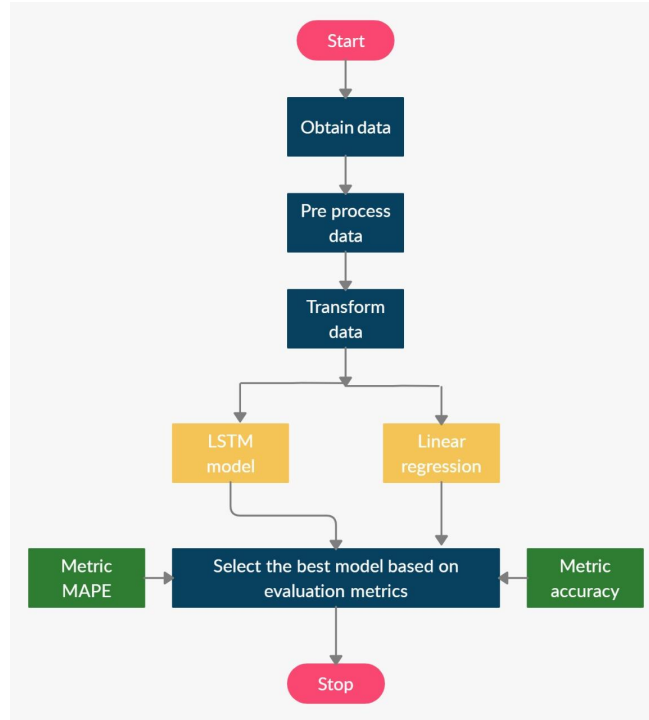 Start
Obtain data
Pre process
data
Transform
data
LSTM
model
Linear
regression
Metric
MAPE
Select the best model based on
evaluation metrics
Metric
accuracy
Stop